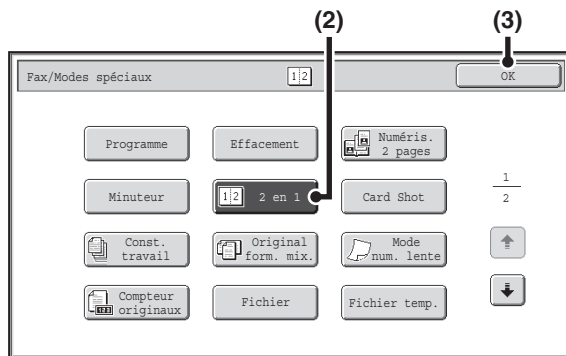 (2) (3)
Fax/Modes spéciaux 1 2 OK
Programme Effacement Numéris.
2 pages
Minuteur 1 2 2 en 1 Card Shot
1
2
Const.
travail
Original
form. mix.
Mode
num. lente
Compteur
originaux
Fichier Fichier temp.